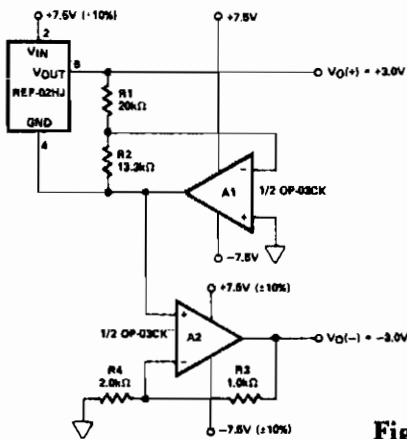 +7.5V (±10%)
+7.5V
2
VIN
VOUT
6
VO(+) = +3.0V
REF-02HJ
GND
4
R1
20kΩ
R2
13.3kΩ
−
A1
+
1/2 OP-03CK
−7.5V
+7.5V (±10%)
1/2 OP-03CK
+
A2
−
VO(−) = −3.0V
R4
2.0kΩ
R3
1.0kΩ
−7.5V (±10%)
Fig